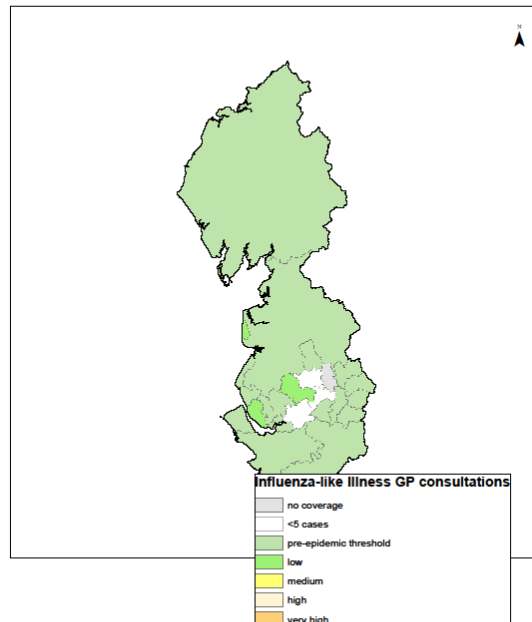 N
Influenza-like Illness GP consultations
no coverage
<5 cases
pre-epidemic threshold
low
medium
high
very high